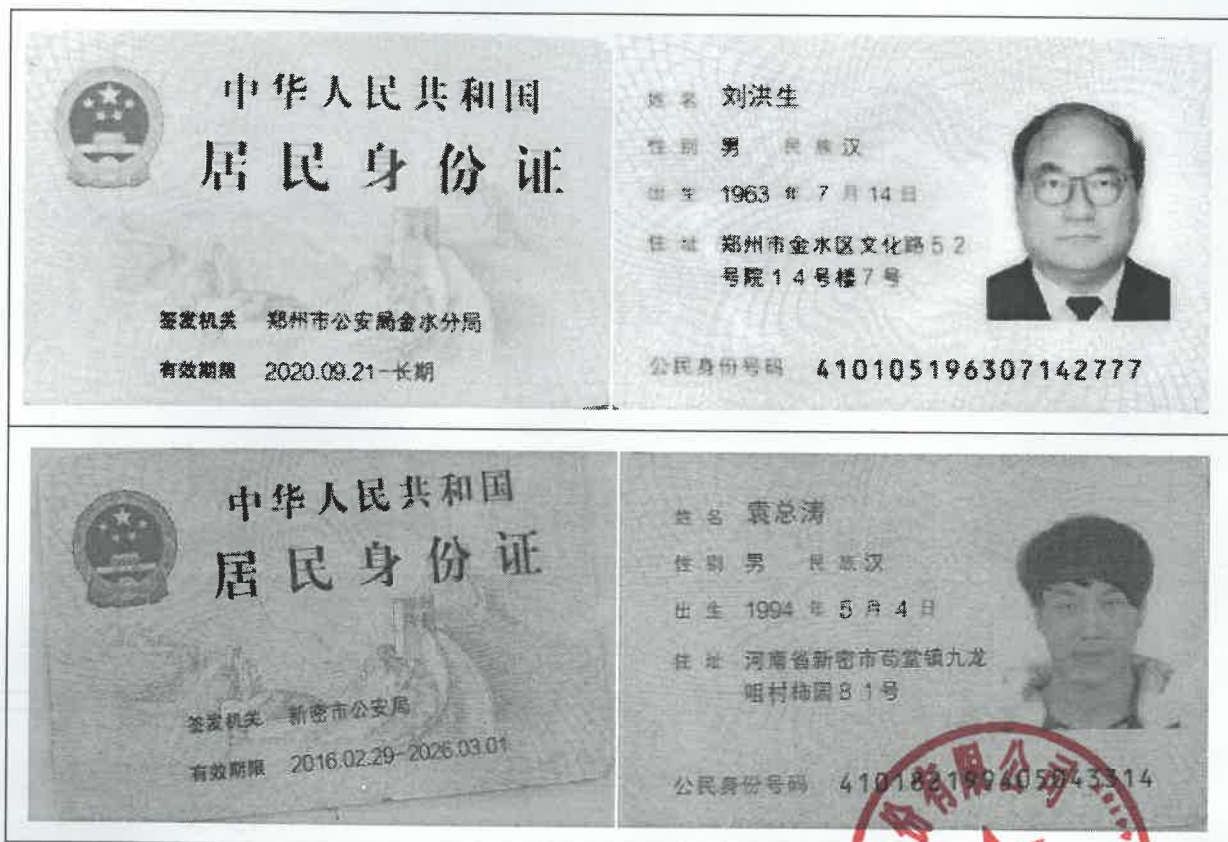 中华人民共和国
居民身份证
签发机关 郑州市公安局金水分局
有效期限 2020.09.21-长期
姓名 刘洪生
性别 男 民族 汉
出生 1963 年 7 月 14 日
住址 郑州市金水区文化路52
号院14号楼7号
公民身份号码 410105196307142777
中华人民共和国
居民身份证
签发机关 新密市公安局
有效期限 2016.02.29-2026.03.01
姓名 袁总涛
性别 男 民族 汉
出生 1994 年 5 月 4 日
住址 河南省新密市苟堂镇九龙
咀村柿园81号
公民身份号码 410182199405043314
份有限公司